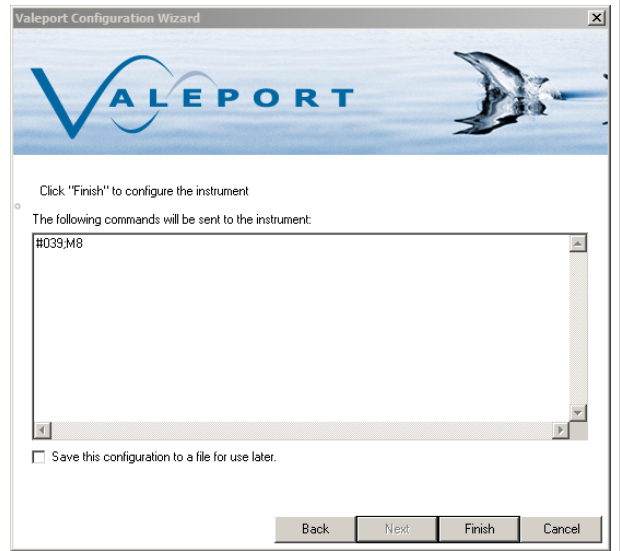 Valeport Configuration Wizard
VALEPORT
Click "Finish" to configure the instrument
The following commands will be sent to the instrument:
#039;M8
Save this configuration to a file for use later.
Back Next Finish Cancel